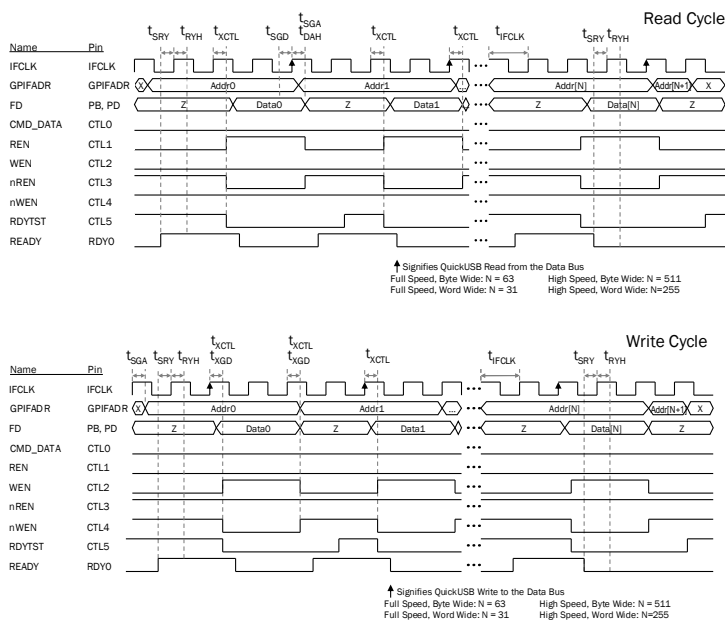 Read Cycle
tSRY tRYH tXCTL tSGD tSGA tDAH tXCTL tXCTL tIFCLK tSRY tRYH
Name Pin
IFCLK IFCLK
GPIFADR GPIFADR X Addr0 Addr1 ... Addr[N] Addr[N+1] X
FD PB, PD Z Data0 Z Data1 Z Data[N] Z
CMD_DATA CTL0
REN CTL1
WEN CTL2
nREN CTL3
nWEN CTL4
RDYTST CTL5
READY RDY0
Signifies QuickUSB Read from the Data Bus
Full Speed, Byte Wide: N = 63 High Speed, Byte Wide: N = 511
Full Speed, Word Wide: N = 31 High Speed, Word Wide: N=255
Write Cycle
tSGA tSRY tRYH tXCTL tXGD tXCTL tXGD tXCTL tIFCLK tSRY tRYH
Name Pin
IFCLK IFCLK
GPIFADR GPIFADR X Addr0 Addr1 ... Addr[N] Addr[N+1] X
FD PB, PD Z Data0 Z Data1 Z Data[N] Z
CMD_DATA CTL0
REN CTL1
WEN CTL2
nREN CTL3
nWEN CTL4
RDYTST CTL5
READY RDY0
Signifies QuickUSB Write to the Data Bus
Full Speed, Byte Wide: N = 63 High Speed, Byte Wide: N = 511
Full Speed, Word Wide: N = 31 High Speed, Word Wide: N=255